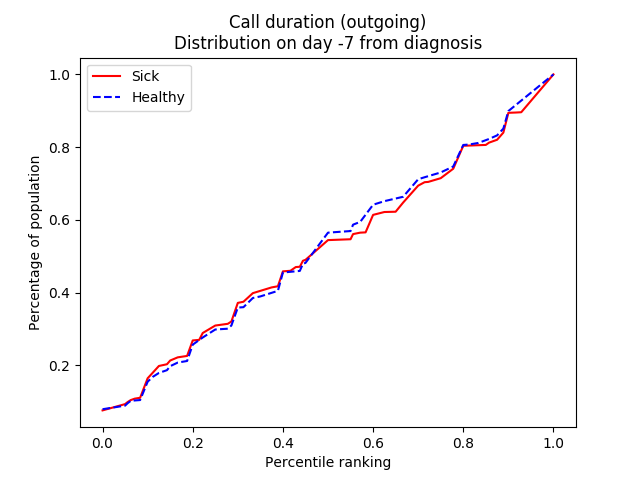 Call duration (outgoing)
Distribution on day -7 from diagnosis
Sick
Healthy
Percentage of population
1.0
0.8
0.6
0.4
0.2
0.0
0.2
0.4
0.6
0.8
1.0
Percentile ranking